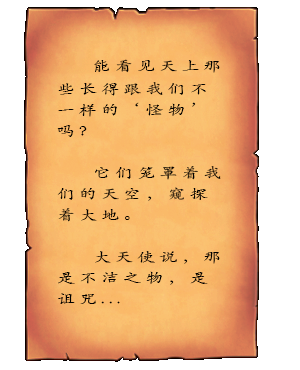 能看见天上那
些长得跟我们不
一样的‘怪物’
吗？
它们笼罩着我
们的天空，窥探
着大地。
大天使说，那
是不洁之物，是
诅咒...